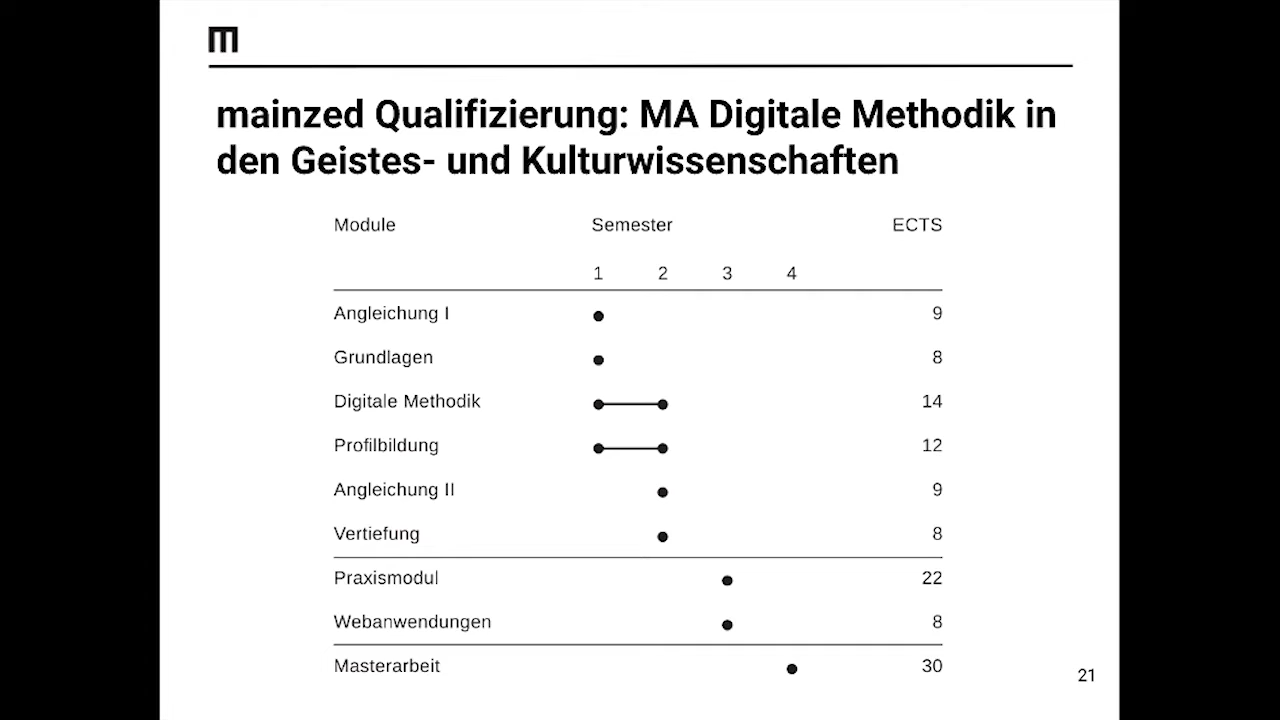 m
mainzed Qualifizierung: MA Digitale Methodik in
den Geistes- und Kulturwissenschaften
Module Semester ECTS
1 2 3 4
Angleichung I 9
Grundlagen 8
Digitale Methodik 14
Profilbildung 12
Angleichung II 9
Vertiefung 8
Praxismodul 22
Webanwendungen 8
Masterarbeit 30
21